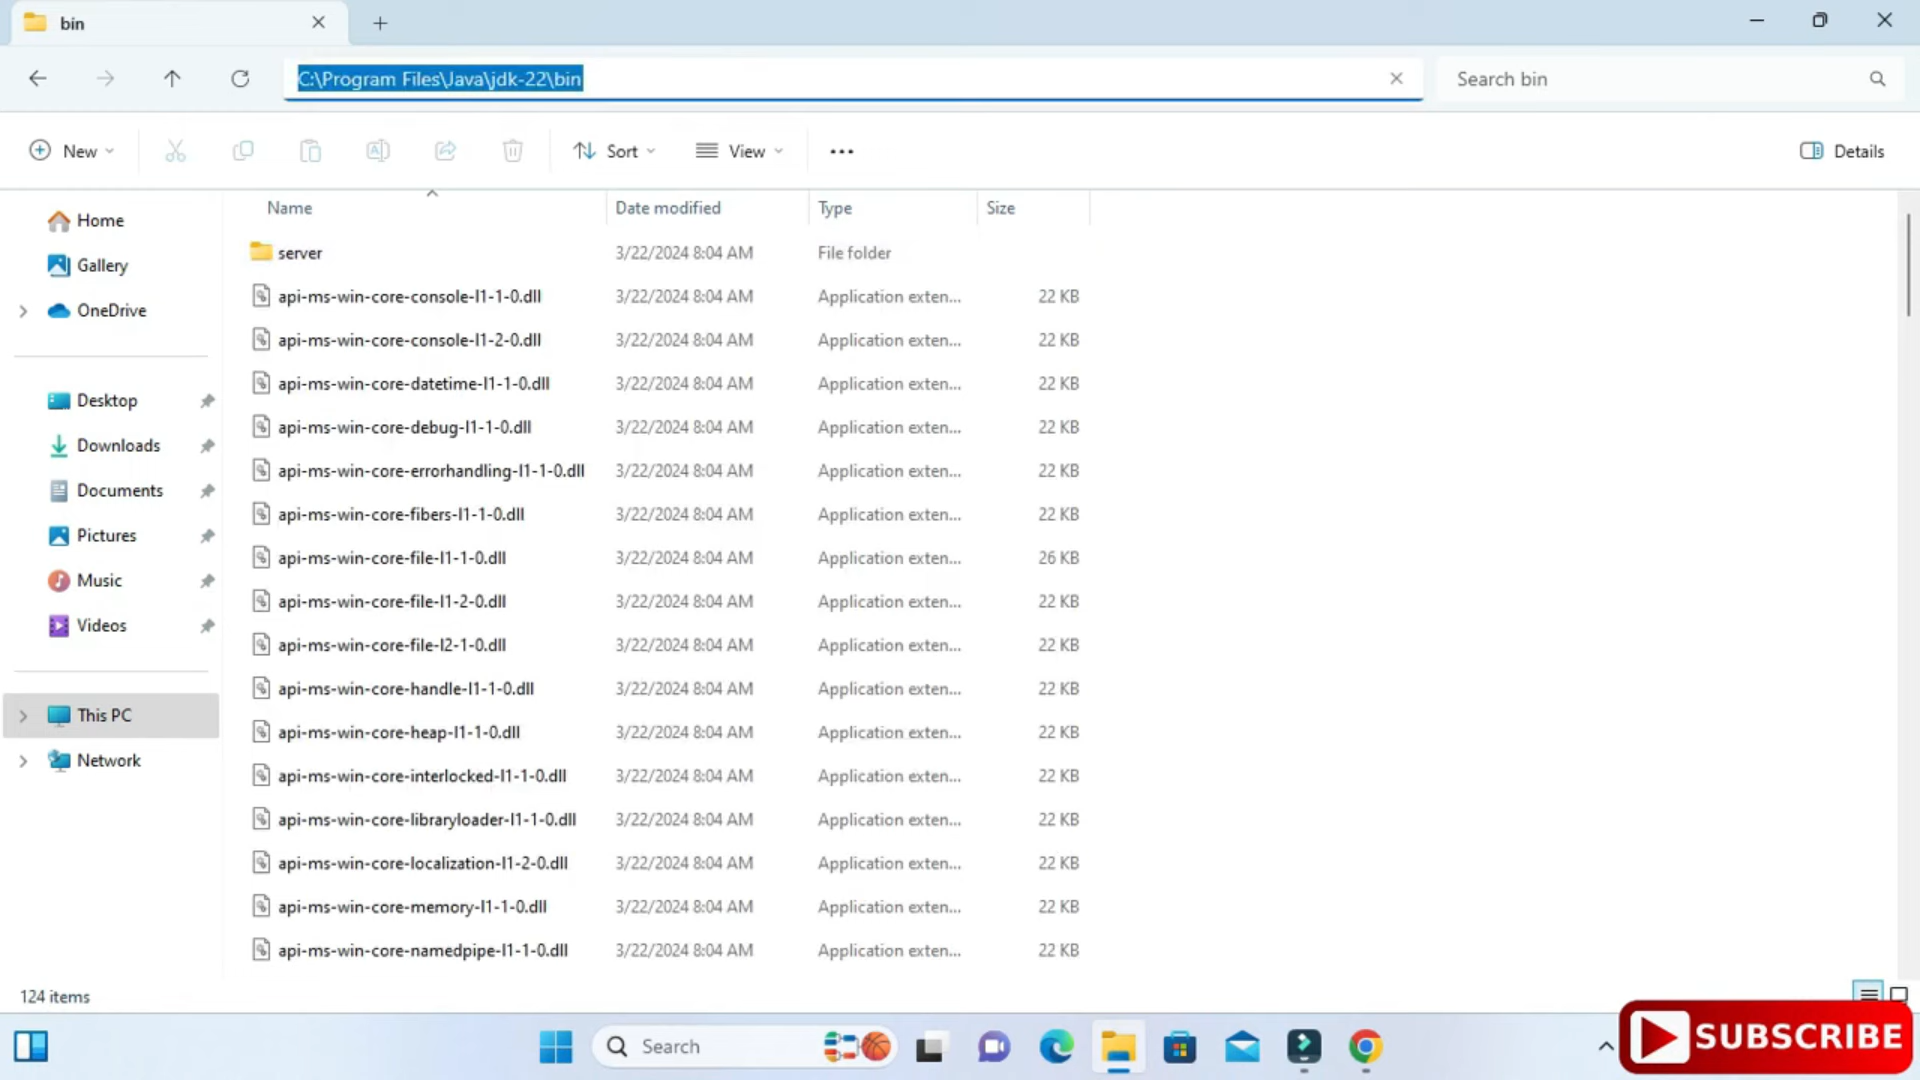 bin
C:\Program Files\Java\jdk-22\bin
Search bin
New
Sort
View
Details
Name Date modified Type Size
Home
Gallery
OneDrive
Desktop
Downloads
Documents
Pictures
Music
Videos
This PC
Network
server 3/22/2024 8:04 AM File folder
api-ms-win-core-console-l1-1-0.dll 3/22/2024 8:04 AM Application exten... 22 KB
api-ms-win-core-console-l1-2-0.dll 3/22/2024 8:04 AM Application exten... 22 KB
api-ms-win-core-datetime-l1-1-0.dll 3/22/2024 8:04 AM Application exten... 22 KB
api-ms-win-core-debug-l1-1-0.dll 3/22/2024 8:04 AM Application exten... 22 KB
api-ms-win-core-errorhandling-l1-1-0.dll 3/22/2024 8:04 AM Application exten... 22 KB
api-ms-win-core-fibers-l1-1-0.dll 3/22/2024 8:04 AM Application exten... 22 KB
api-ms-win-core-file-l1-1-0.dll 3/22/2024 8:04 AM Application exten... 26 KB
api-ms-win-core-file-l1-2-0.dll 3/22/2024 8:04 AM Application exten... 22 KB
api-ms-win-core-file-l2-1-0.dll 3/22/2024 8:04 AM Application exten... 22 KB
api-ms-win-core-handle-l1-1-0.dll 3/22/2024 8:04 AM Application exten... 22 KB
api-ms-win-core-heap-l1-1-0.dll 3/22/2024 8:04 AM Application exten... 22 KB
api-ms-win-core-interlocked-l1-1-0.dll 3/22/2024 8:04 AM Application exten... 22 KB
api-ms-win-core-libraryloader-l1-1-0.dll 3/22/2024 8:04 AM Application exten... 22 KB
api-ms-win-core-localization-l1-2-0.dll 3/22/2024 8:04 AM Application exten... 22 KB
api-ms-win-core-memory-l1-1-0.dll 3/22/2024 8:04 AM Application exten... 22 KB
api-ms-win-core-namedpipe-l1-1-0.dll 3/22/2024 8:04 AM Application exten... 22 KB
124 items
Search
SUBSCRIBE